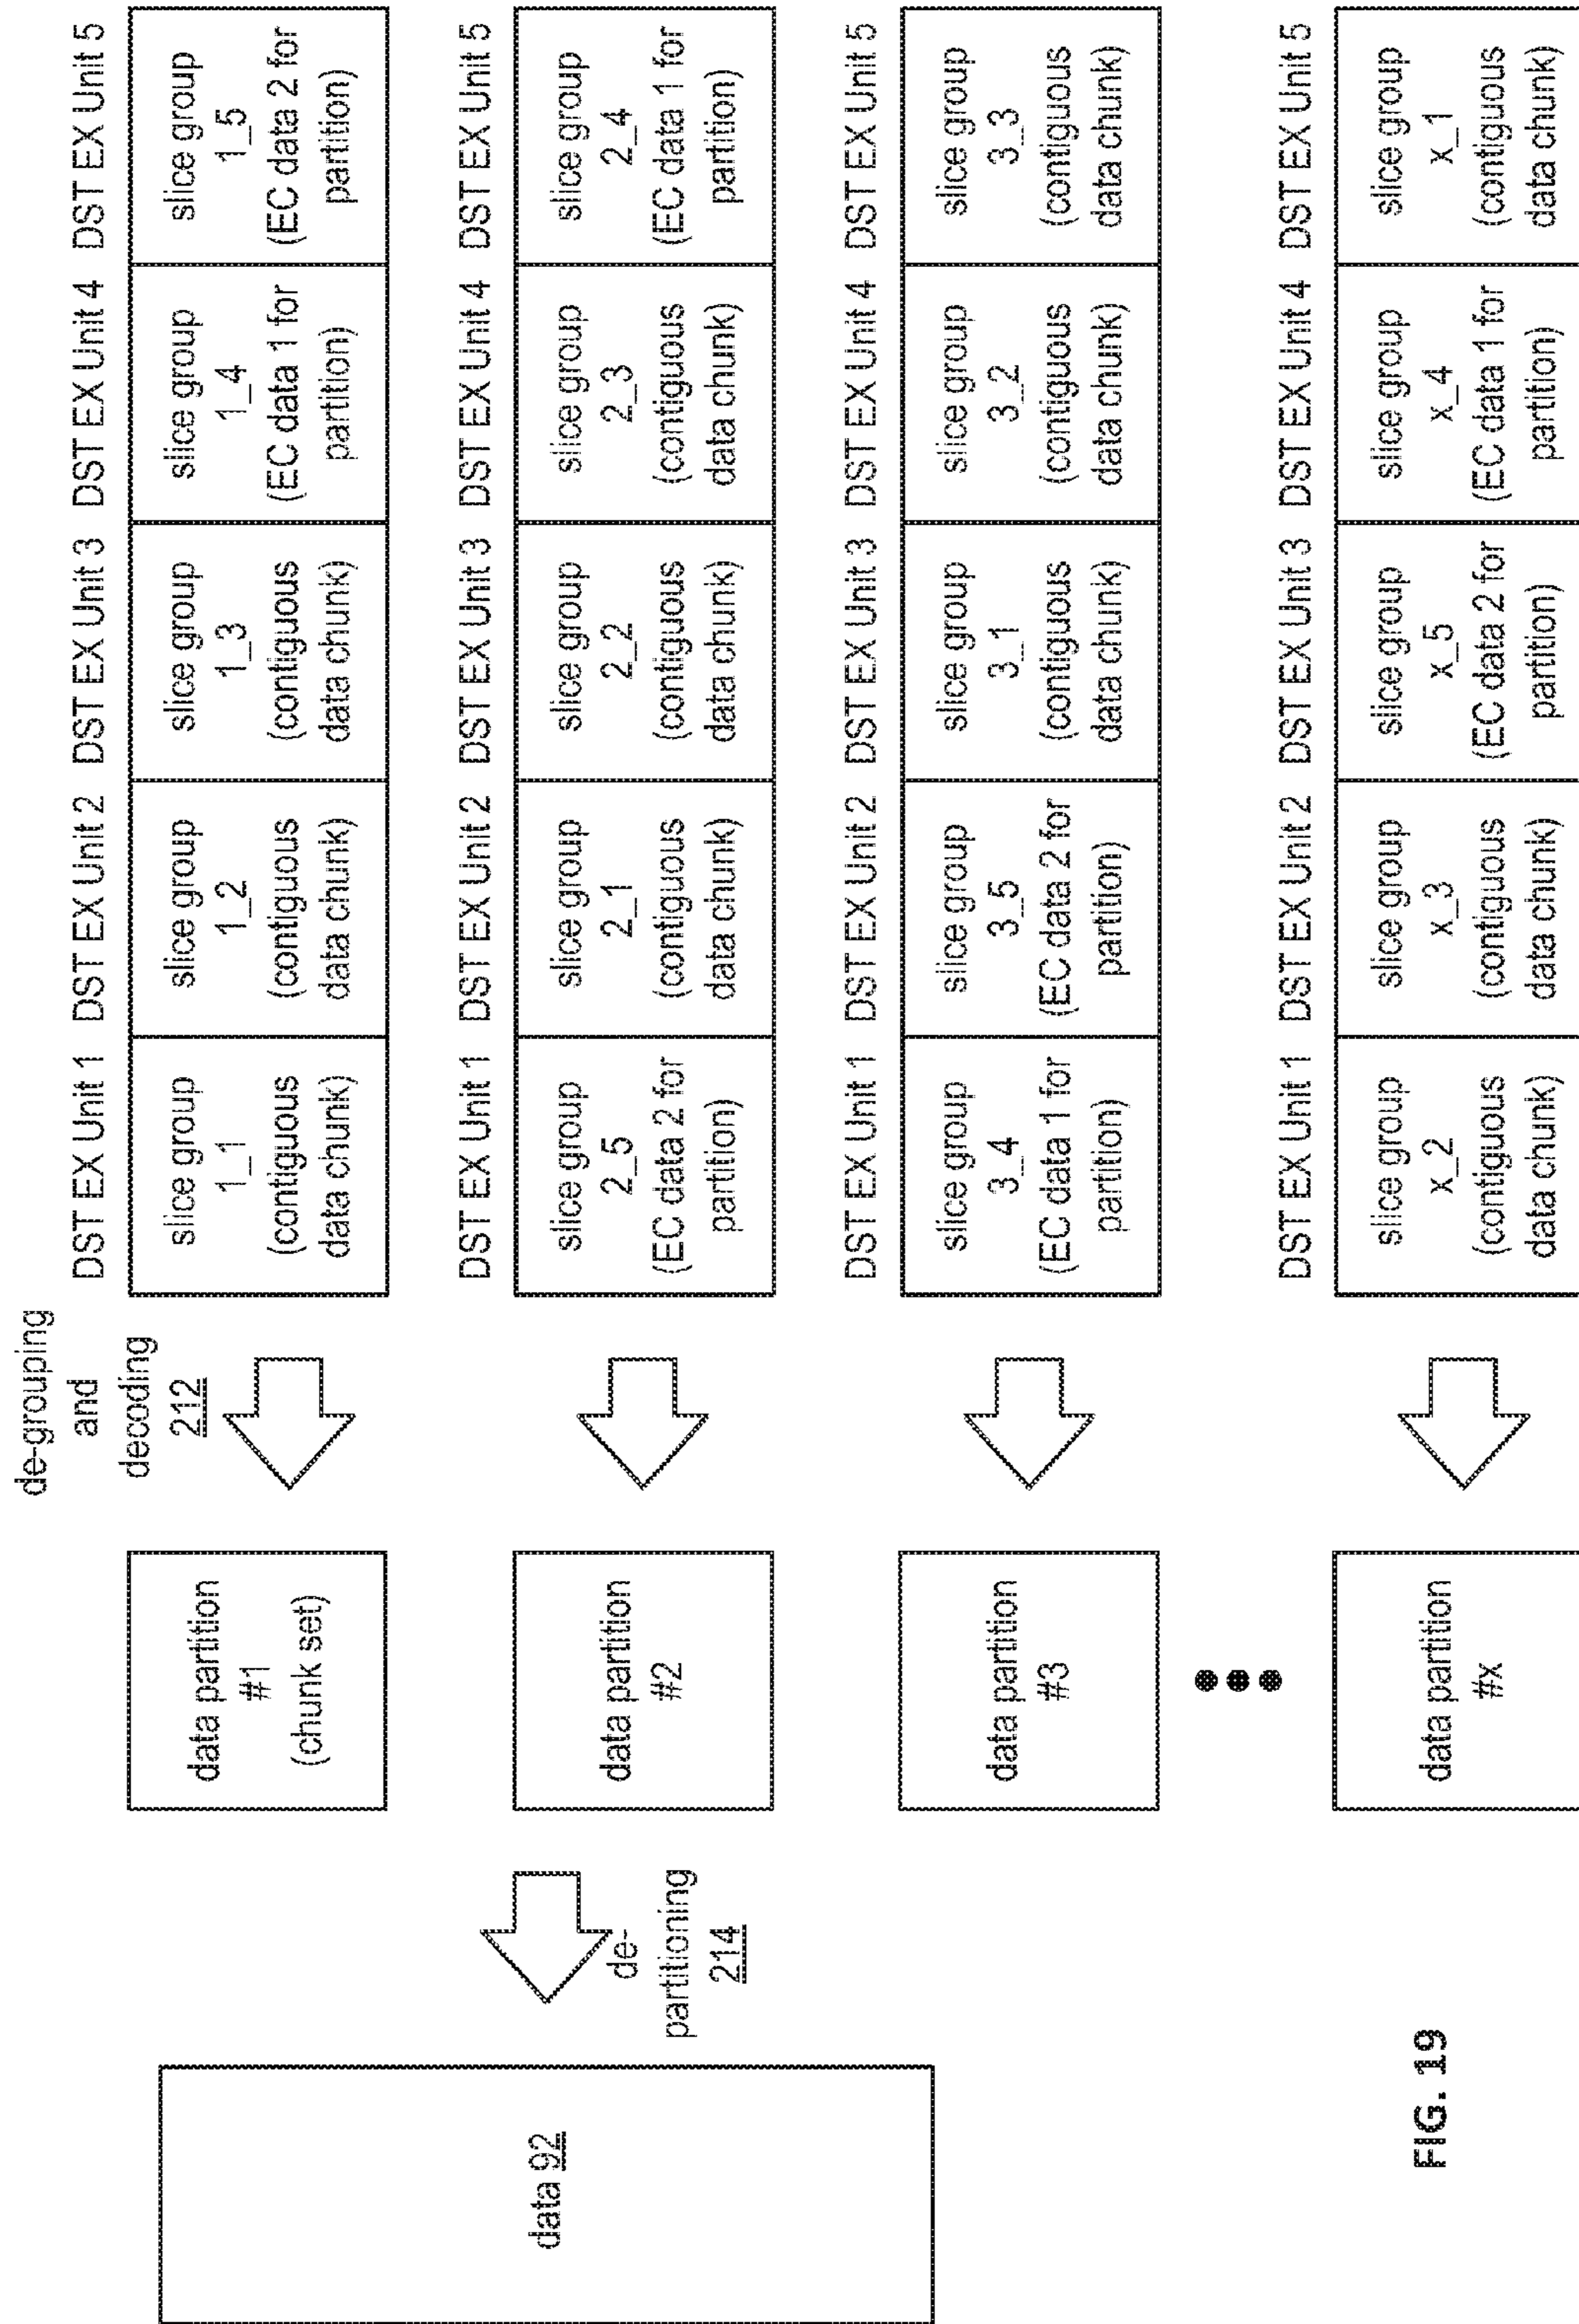 de-grouping
and
decoding
212
DST EX Unit 1 DST EX Unit 2 DST EX Unit 3 DST EX Unit 4 DST EX Unit 5
data partition
#1
(chunk set)
slice group
1_1
(contiguous
data chunk)
slice group
1_2
(contiguous
data chunk)
slice group
1_3
(contiguous
data chunk)
slice group
1_4
(EC data 1 for
partition)
slice group
1_5
(EC data 2 for
partition)
data 92
de-
partitioning
214
DST EX Unit 1 DST EX Unit 2 DST EX Unit 3 DST EX Unit 4 DST EX Unit 5
data partition
#2
slice group
2_5
(EC data 2 for
partition)
slice group
2_1
(contiguous
data chunk)
slice group
2_2
(contiguous
data chunk)
slice group
2_3
(contiguous
data chunk)
slice group
2_4
(EC data 1 for
partition)
DST EX Unit 1 DST EX Unit 2 DST EX Unit 3 DST EX Unit 4 DST EX Unit 5
data partition
#3
slice group
3_4
(EC data 1 for
partition)
slice group
3_5
(EC data 2 for
partition)
slice group
3_1
(contiguous
data chunk)
slice group
3_2
(contiguous
data chunk)
slice group
3_3
(contiguous
data chunk)
DST EX Unit 1 DST EX Unit 2 DST EX Unit 3 DST EX Unit 4 DST EX Unit 5
data partition
#x
slice group
x_2
(contiguous
data chunk)
slice group
x_3
(contiguous
data chunk)
slice group
x_5
(EC data 2 for
partition)
slice group
x_4
(EC data 1 for
partition)
slice group
x_1
(contiguous
data chunk)
FIG. 19